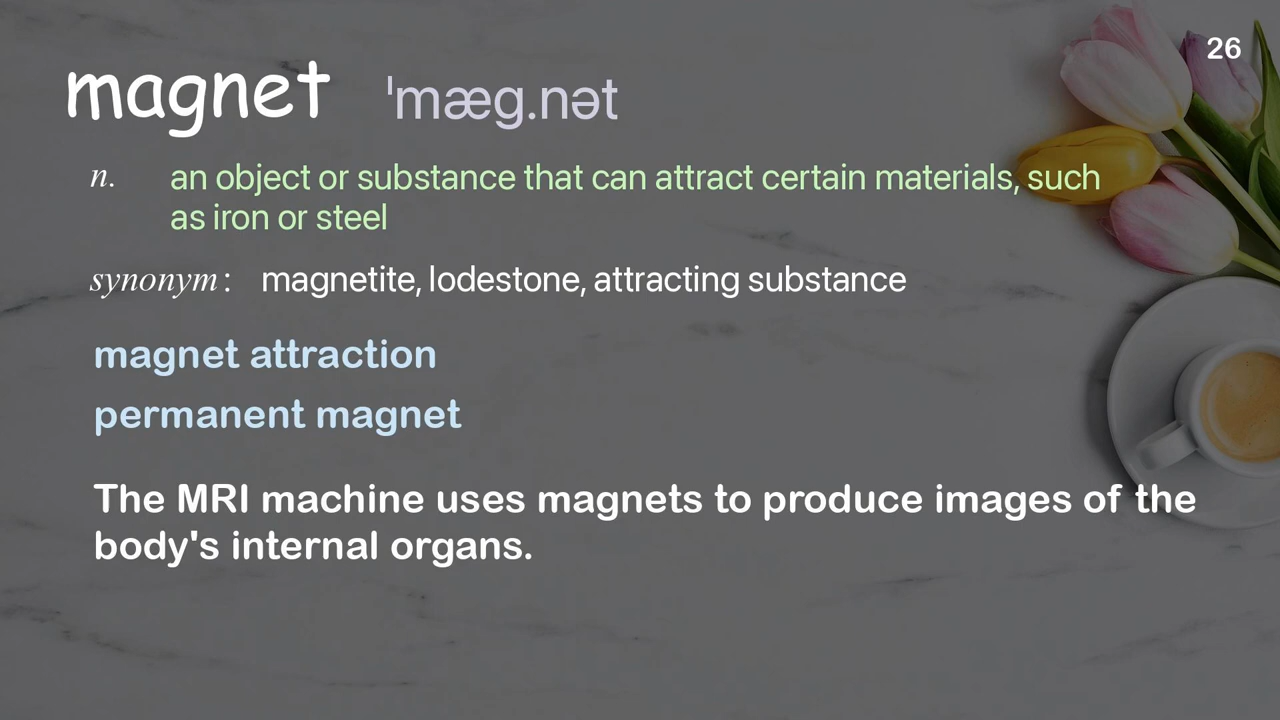 26
magnet ˈmæg.nət
n. an object or substance that can attract certain materials, such
as iron or steel
synonym: magnetite, lodestone, attracting substance
magnet attraction
permanent magnet
The MRI machine uses magnets to produce images of the
body's internal organs.